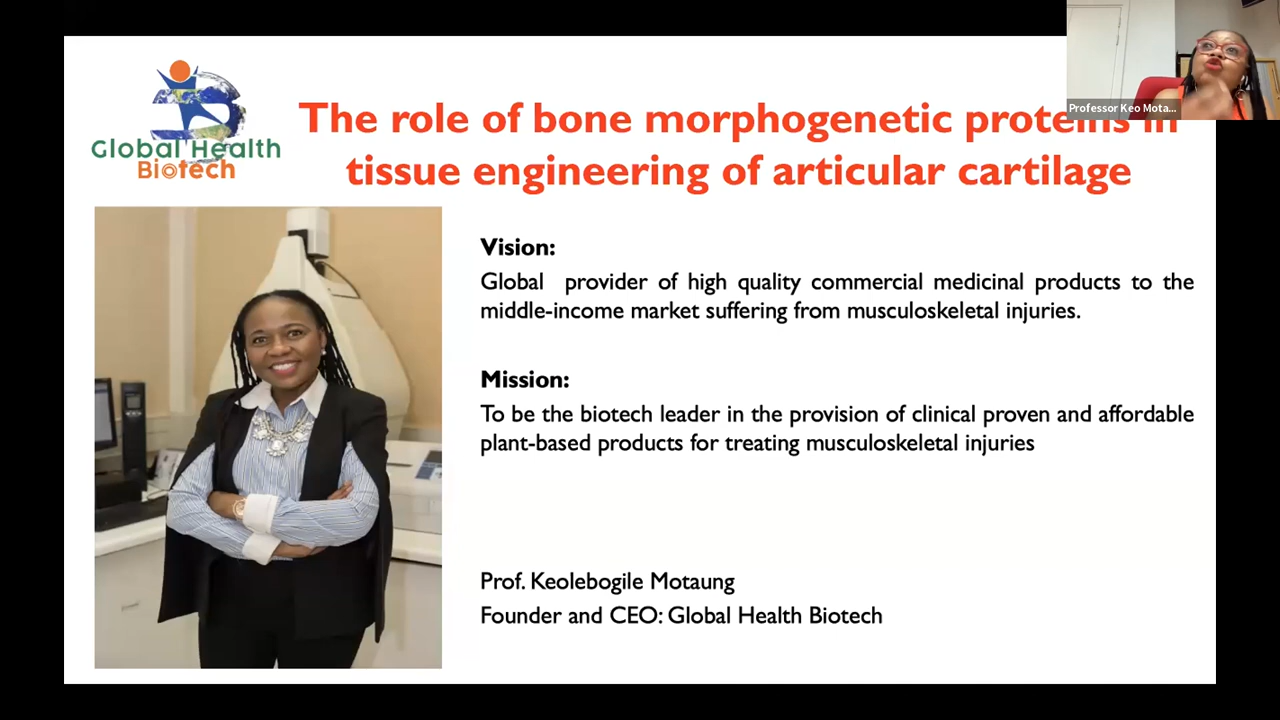 Professor Keo Mota...
Global Health
Biotech
The role of bone morphogenetic proteins in
tissue engineering of articular cartilage
Vision:
Global provider of high quality commercial medicinal products to the
middle-income market suffering from musculoskeletal injuries.
Mission:
To be the biotech leader in the provision of clinical proven and affordable
plant-based products for treating musculoskeletal injuries
Prof. Keolebogile Motaung
Founder and CEO: Global Health Biotech